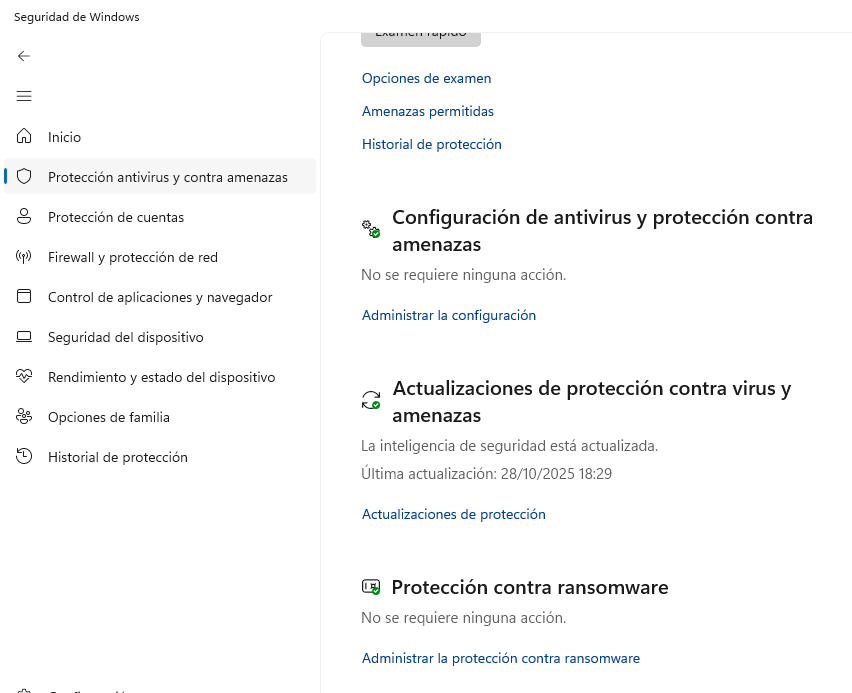 Seguridad de Windows
Inicio
Protección antivirus y contra amenazas
Protección de cuentas
Firewall y protección de red
Control de aplicaciones y navegador
Seguridad del dispositivo
Rendimiento y estado del dispositivo
Opciones de familia
Historial de protección
Examen rápido
Opciones de examen
Amenazas permitidas
Historial de protección
Configuración de antivirus y protección contra
amenazas
No se requiere ninguna acción.
Administrar la configuración
Actualizaciones de protección contra virus y
amenazas
La inteligencia de seguridad está actualizada.
Última actualización: 28/10/2025 18:29
Actualizaciones de protección
Protección contra ransomware
No se requiere ninguna acción.
Administrar la protección contra ransomware